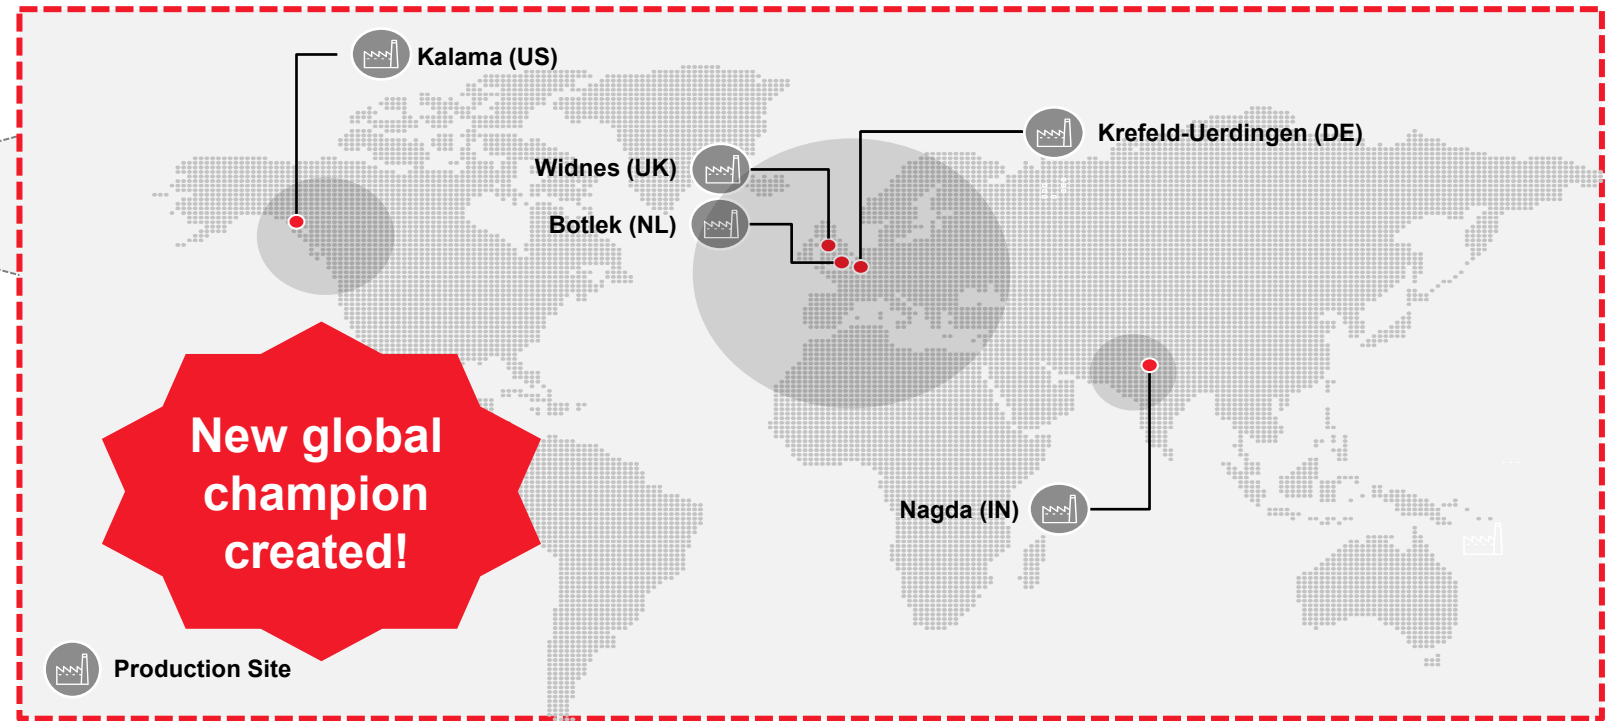 Kalama (US)
Krefeld-Uerdingen (DE)
Widnes (UK)
Botlek (NL)
New global
champion
created!
Nagda (IN)
Production Site